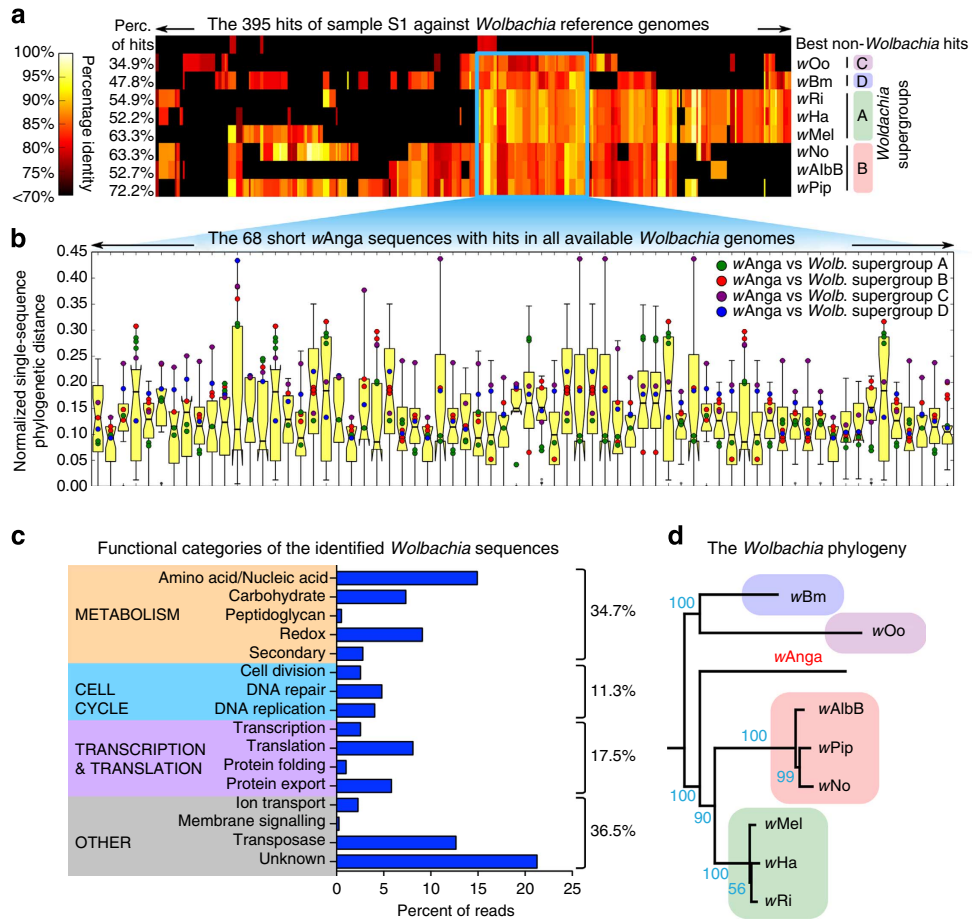 a
Perc. of hits
The 395 hits of sample S1 against Wolbachia reference genomes
100%
95%
90%
85%
80%
75%
<70%
Percentage identity
34.9%
47.8%
54.9%
52.2%
63.3%
63.3%
52.7%
72.2%
Best non-Wolbachia hits
wOo C
wBm D
wRi
wHa A
wMel
wNo
wAlbB B
wPip
Woldachia supergroups
b
The 68 short wAnga sequences with hits in all available Wolbachia genomes
Normalized single-sequence
phylogenetic distance
0.45
0.35
0.30
0.25
0.20
0.15
0.10
0.05
0.00
wAnga vs Wolb. supergroup A
wAnga vs Wolb. supergroup B
wAnga vs Wolb. supergroup C
wAnga vs Wolb. supergroup D
c
Functional categories of the identified Wolbachia sequences
METABOLISM
Amino acid/Nucleic acid
Carbohydrate
Peptidoglycan
Redox
Secondary
34.7%
CELL
CYCLE
Cell division
DNA repair
DNA replication
11.3%
TRANSCRIPTION
& TRANSLATION
Transcription
Translation
Protein folding
Protein export
17.5%
OTHER
Ion transport
Membrane signalling
Transposase
Unknown
36.5%
0 5 10 15 20 25
Percent of reads
d
The Wolbachia phylogeny
100
wBm
wOo
wAnga
wAlbB
100
wPip
99
wNo
100
90
wMel
wHa
100
56
wRi